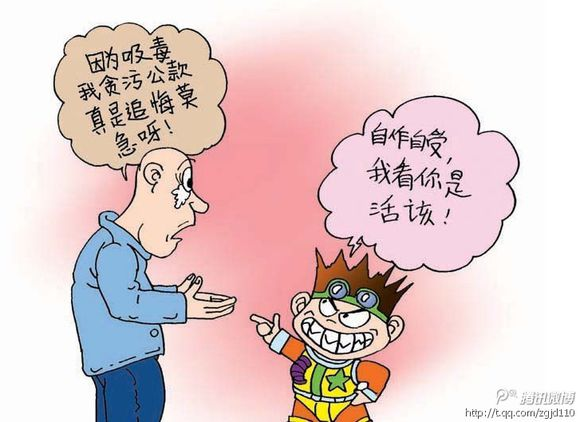 因为吸毒
我贪污公款
真是追悔莫
急呀!
自作自受,
我看你是
活该!
腾讯微博
http://t.qq.com/zgjd110